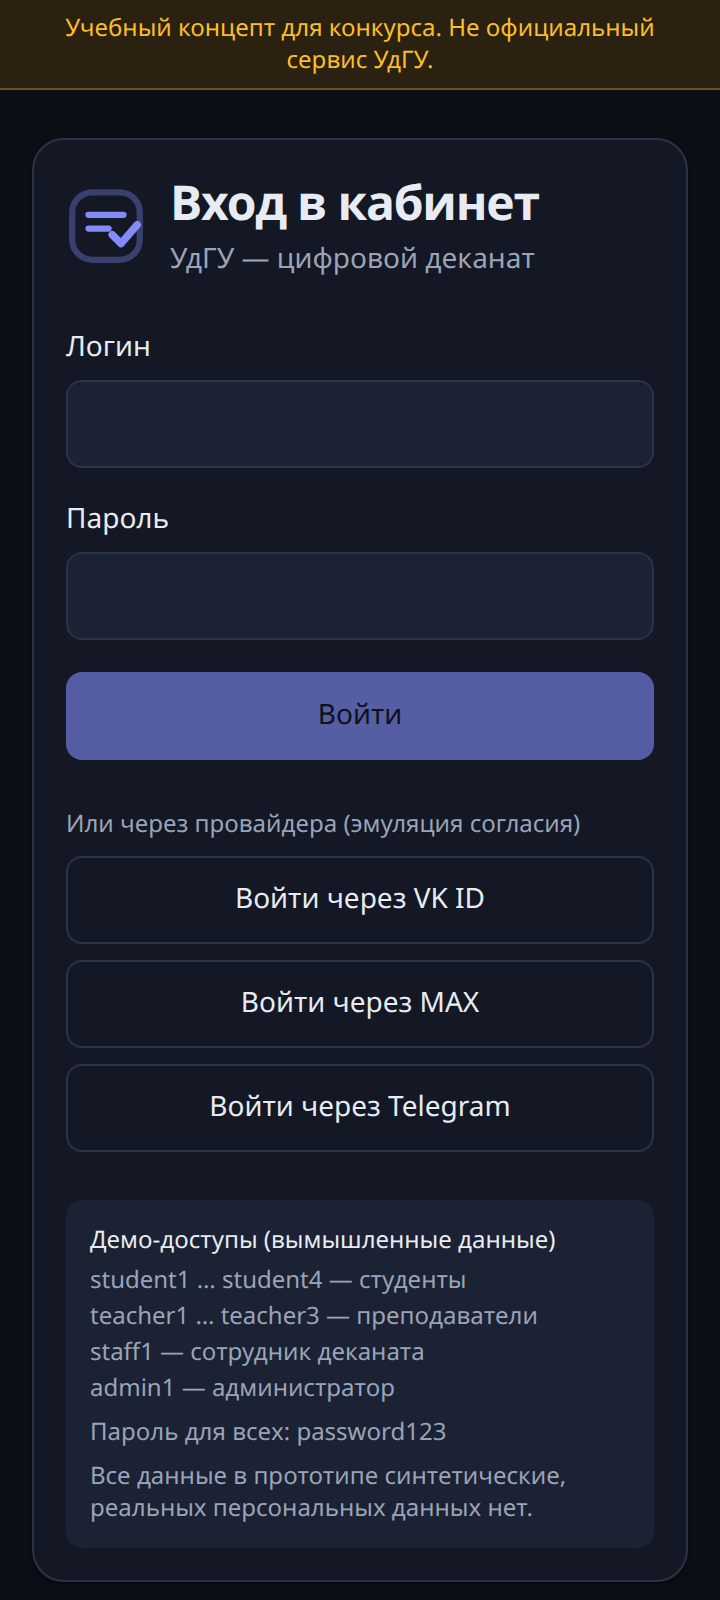 Учебный концепт для конкурса. Не официальный
сервис УдГУ.
Вход в кабинет
УдГУ — цифровой деканат
Логин
Пароль
Войти
Или через провайдера (эмуляция согласия)
Войти через VK ID
Войти через MAX
Войти через Telegram
Демо-доступы (вымышленные данные)
student1 … student4 — студенты
teacher1 … teacher3 — преподаватели
staff1 — сотрудник деканата
admin1 — администратор
Пароль для всех: password123
Все данные в прототипе синтетические,
реальных персональных данных нет.